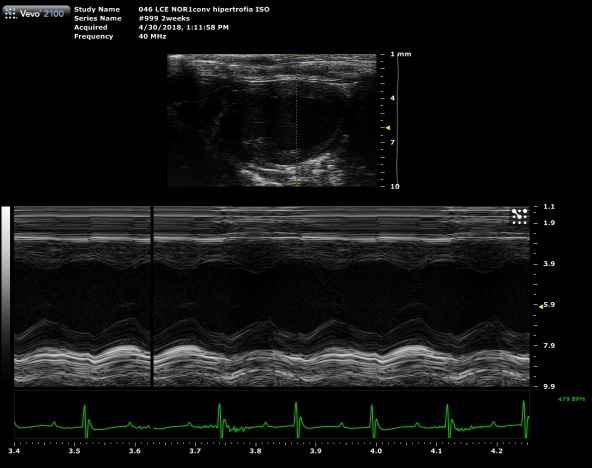 Vevo 2100
Study Name 046 LCE NOR1conv hipertrofia ISO
Series Name #999 2weeks
Acquired 4/30/2018, 1:11:58 PM
Frequency 40 MHz
1 mm
4
7
10
1.1
1.9
3.9
5.9
7.9
9.9
479 BPM
3.4 3.5 3.6 3.7 3.8 3.9 4.0 4.1 4.2